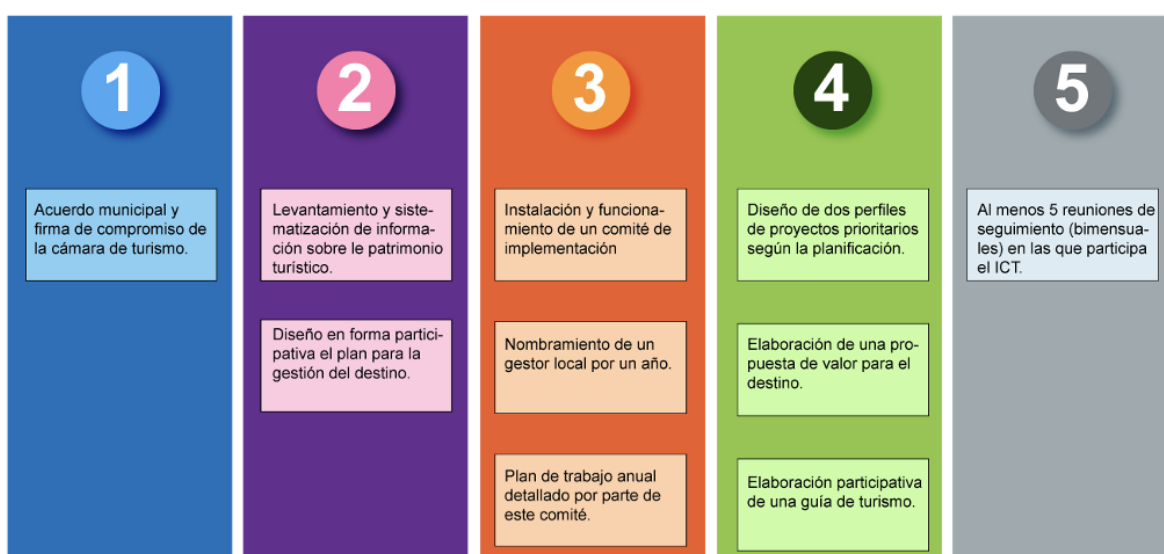 1
Acuerdo municipal y
firma de compromiso de
la cámara de turismo.
2
Levantamiento y siste-
matización de informa-
ción sobre le patrimonio
turístico.
Diseño en forma partici-
pativa el plan para la
gestión del destino.
3
Instalación y funciona-
miento de un comité de
implementación
Nombramiento de un
gestor local por un año.
Plan de trabajo anual
detallado por parte de
este comité.
4
Diseño de dos perfiles
de proyectos prioritarios
según la planificación.
Elaboración de una pro-
puesta de valor para el
destino.
Elaboración participativa
de una guía de turismo.
5
Al menos 5 reuniones de
seguimiento (bimensua-
les) en las que participa
el ICT.